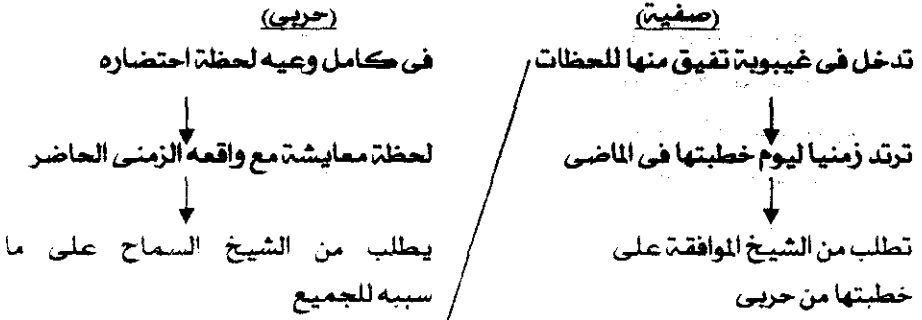 (صفية) (حربى)
تدخل فى غيبوبة تفيق منها للحظات فى كامل وعيه لحظة احتضاره
ترتد زمنيا ليوم خطبتها فى الماضى لحظة معايشة مع واقعه الزمنى الحاضر
تطلب من الشيخ الموافقة على يطلب من الشيخ السماح على ما
خطبتها من حربى سببه للجميع